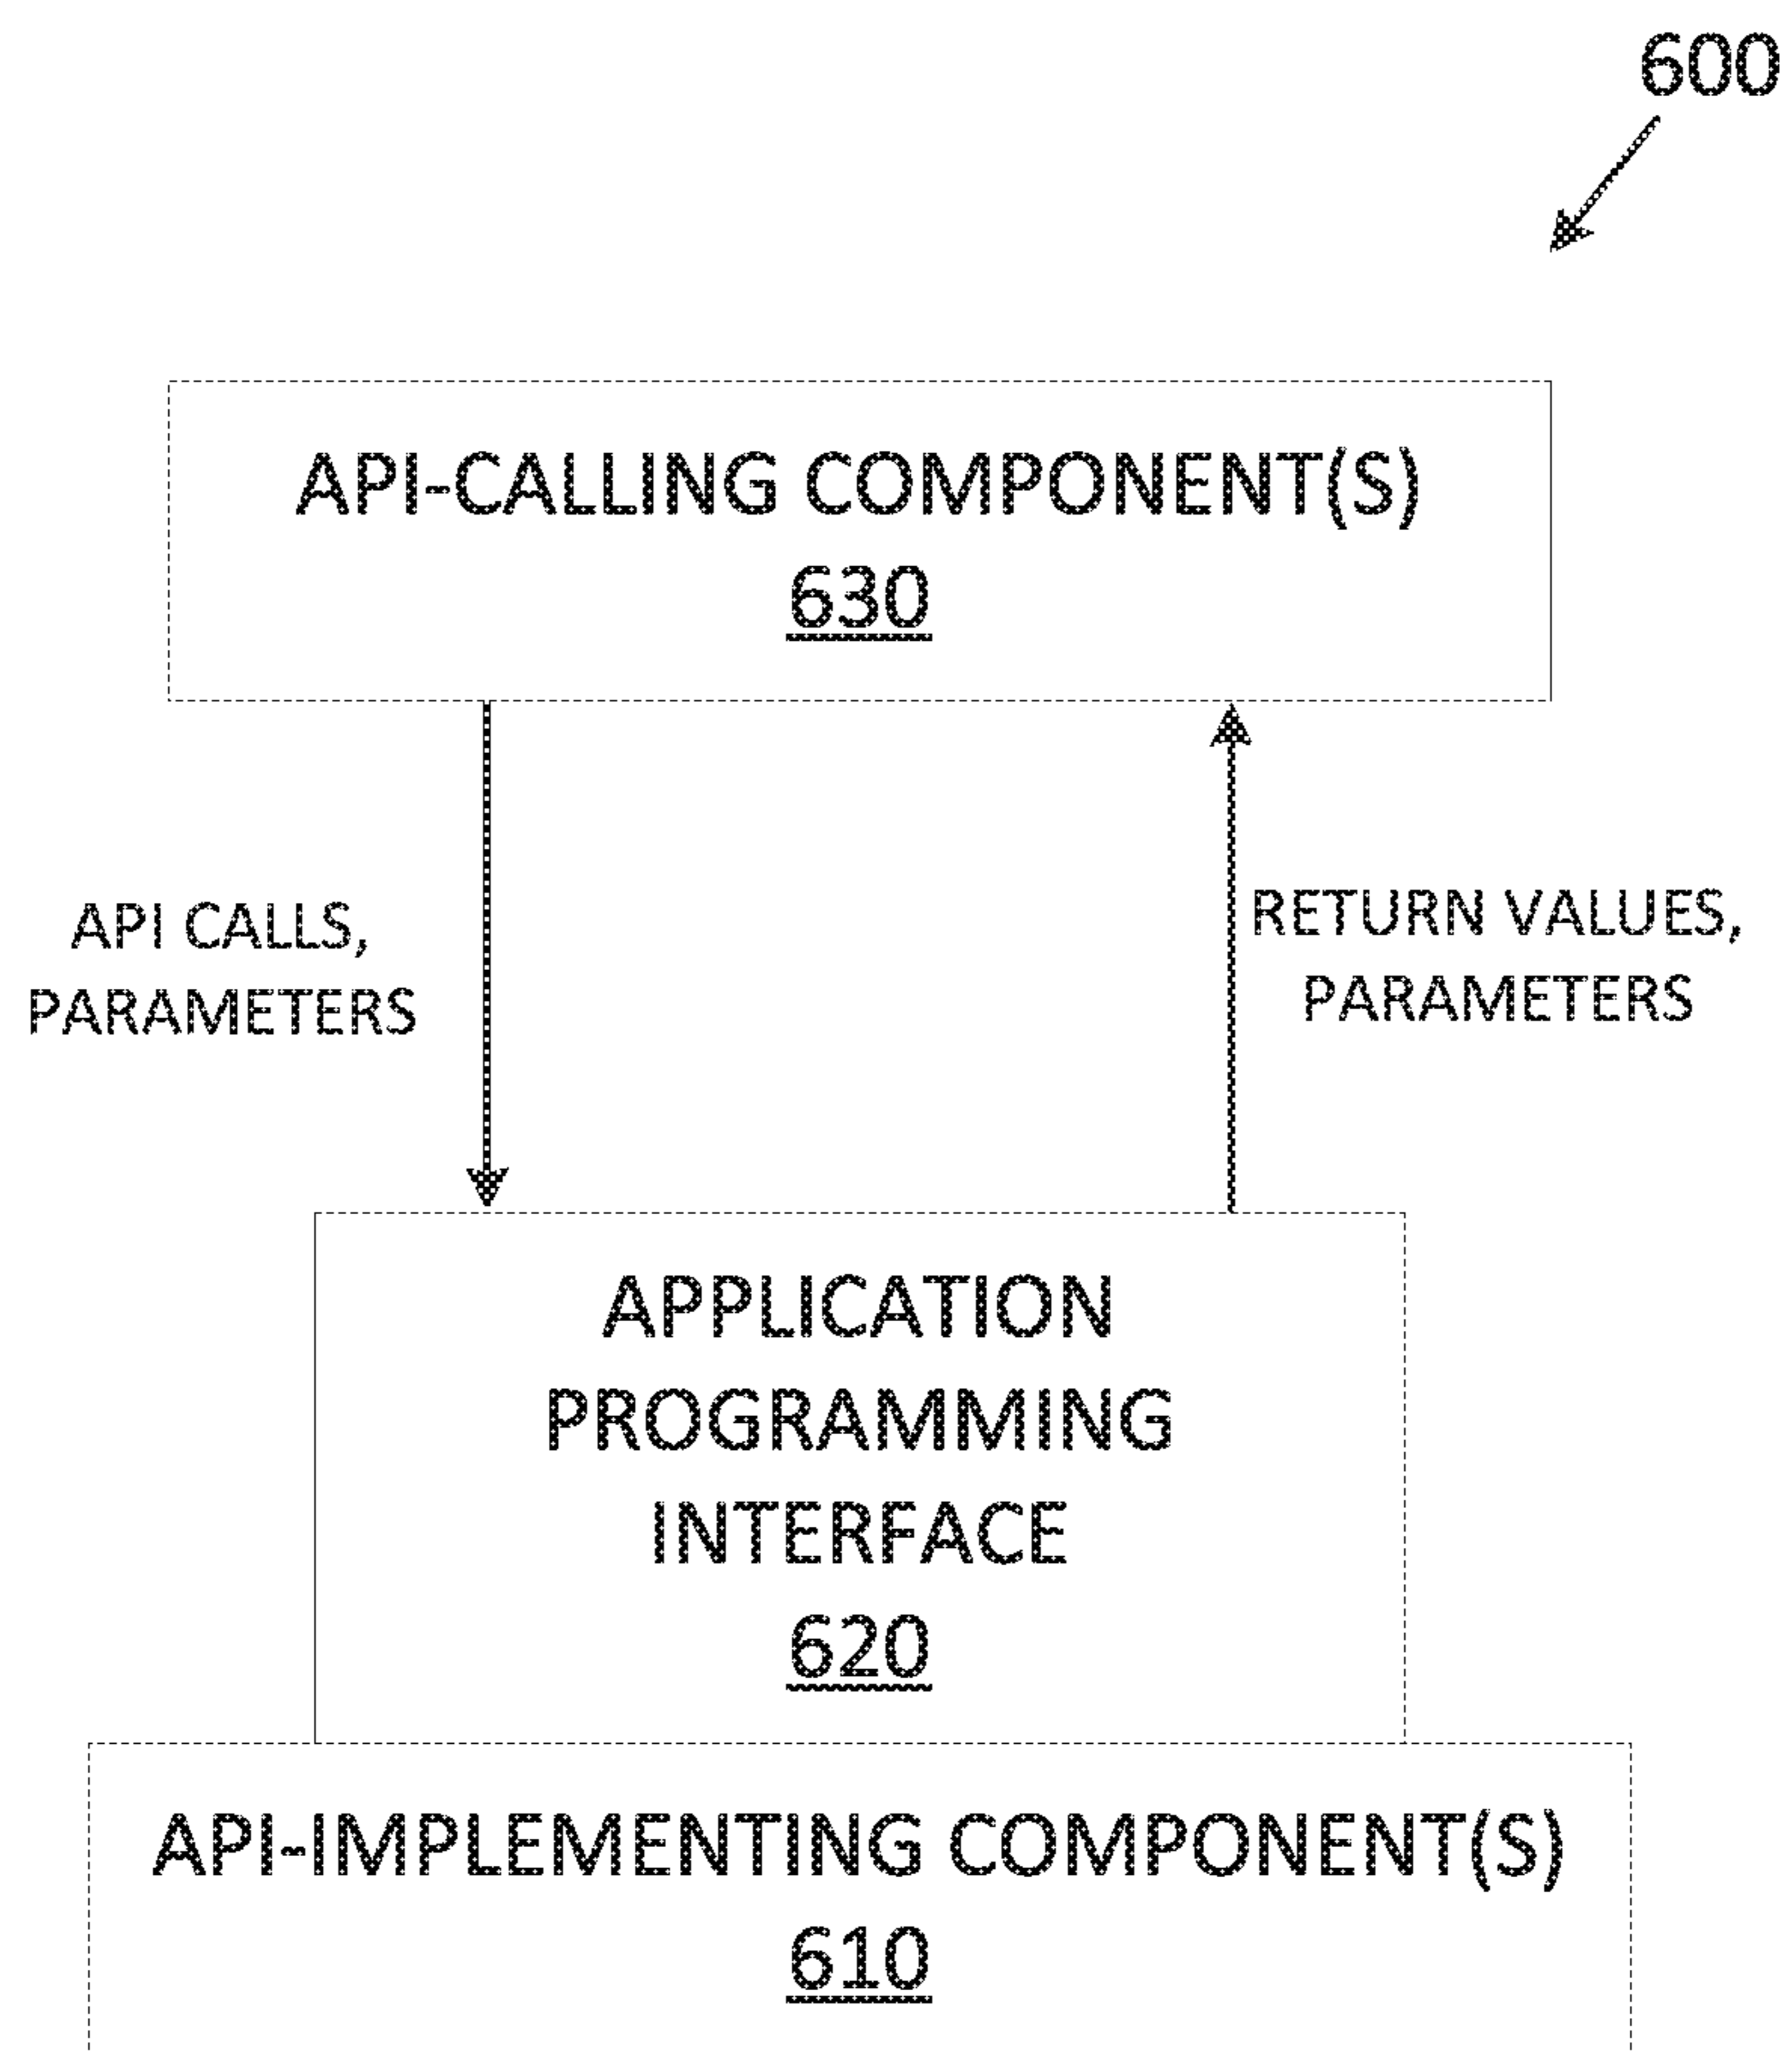 600
API-CALLING COMPONENT(S)
630
API CALLS,
PARAMETERS
RETURN VALUES,
PARAMETERS
APPLICATION
PROGRAMMING
INTERFACE
620
API-IMPLEMENTING COMPONENT(S)
610